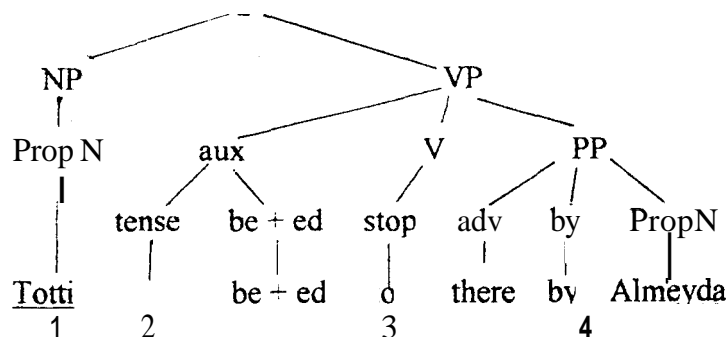 NP VP
Prop N aux V PP
tense be + ed stop adv by PropN
Totti be + ed o there by Almeyda
1 2 3 4